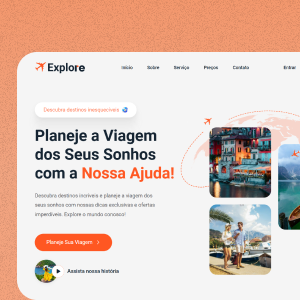 Explore
Início Sobre Serviço Preços Contato Entrar
Descubra destinos inesquecíveis
Planeje a Viagem
dos Seus Sonhos
com a Nossa Ajuda!
Descubra destinos incríveis e planeje a viagem dos
seus sonhos com nossas dicas exclusivas e ofertas
imperdíveis. Explore o mundo conosco!
Planeje Sua Viagem
Assista nossa história